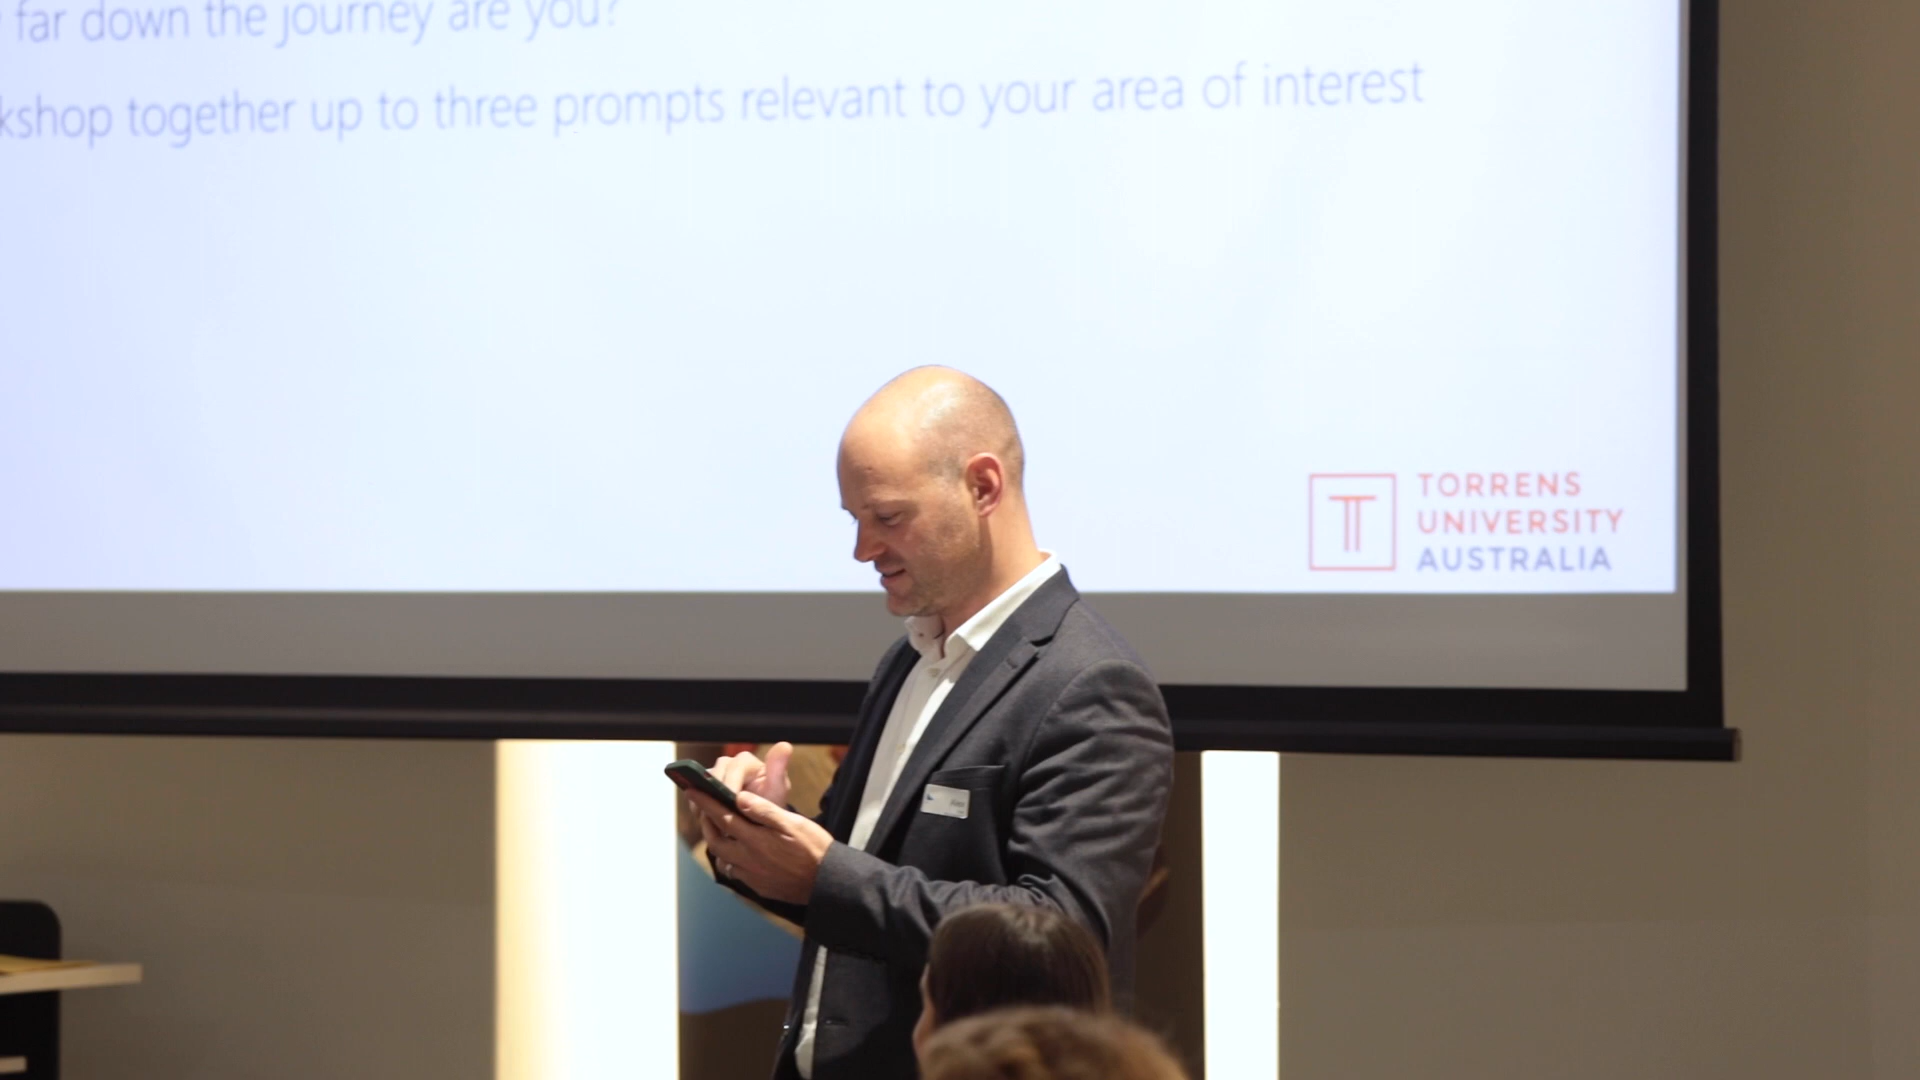 far down the journey are you?
kshop together up to three prompts relevant to your area of interest
TORRENS
UNIVERSITY
AUSTRALIA